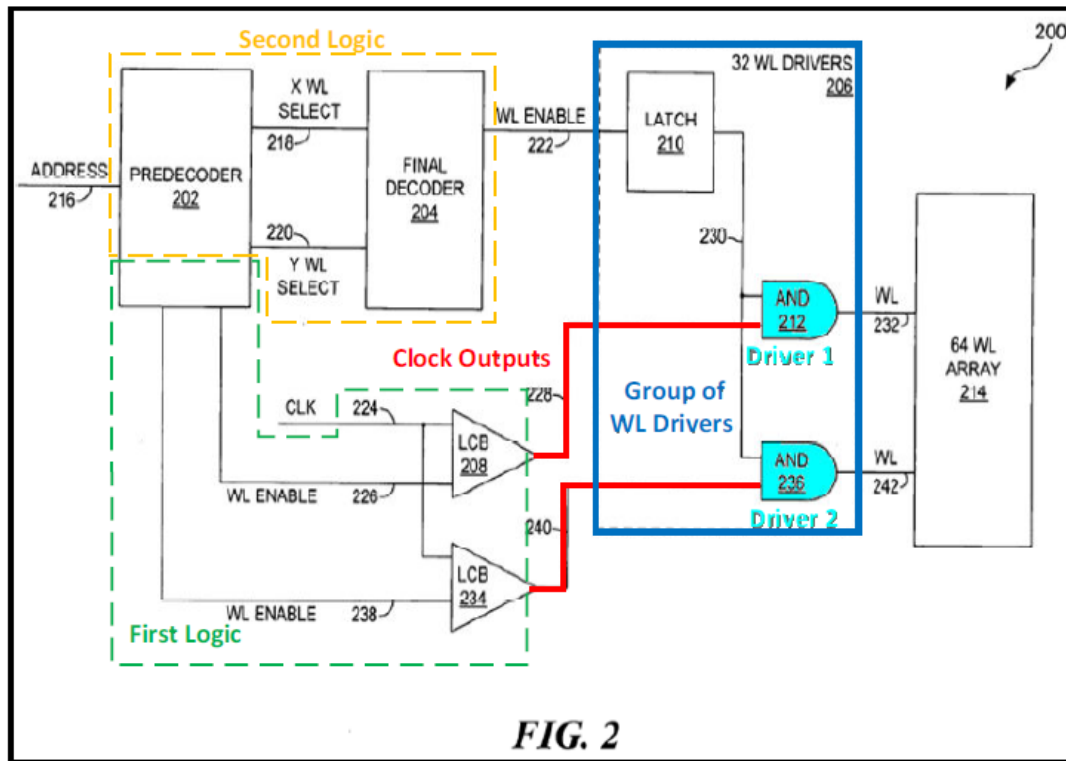 200
Second Logic
32 WL DRIVERS
206
X WL
SELECT
218
WL ENABLE
222
LATCH
210
ADDRESS
216
PREDECODER
202
FINAL
DECODER
204
220
Y WL
SELECT
230
AND
212
WL
232
Driver 1
Clock Outputs
64 WL
ARRAY
214
228
Group of
WL Drivers
CLK
224
LCB
208
AND
236
WL
242
WL ENABLE
226
Driver 2
240
LCB
234
WL ENABLE
238
First Logic
FIG. 2